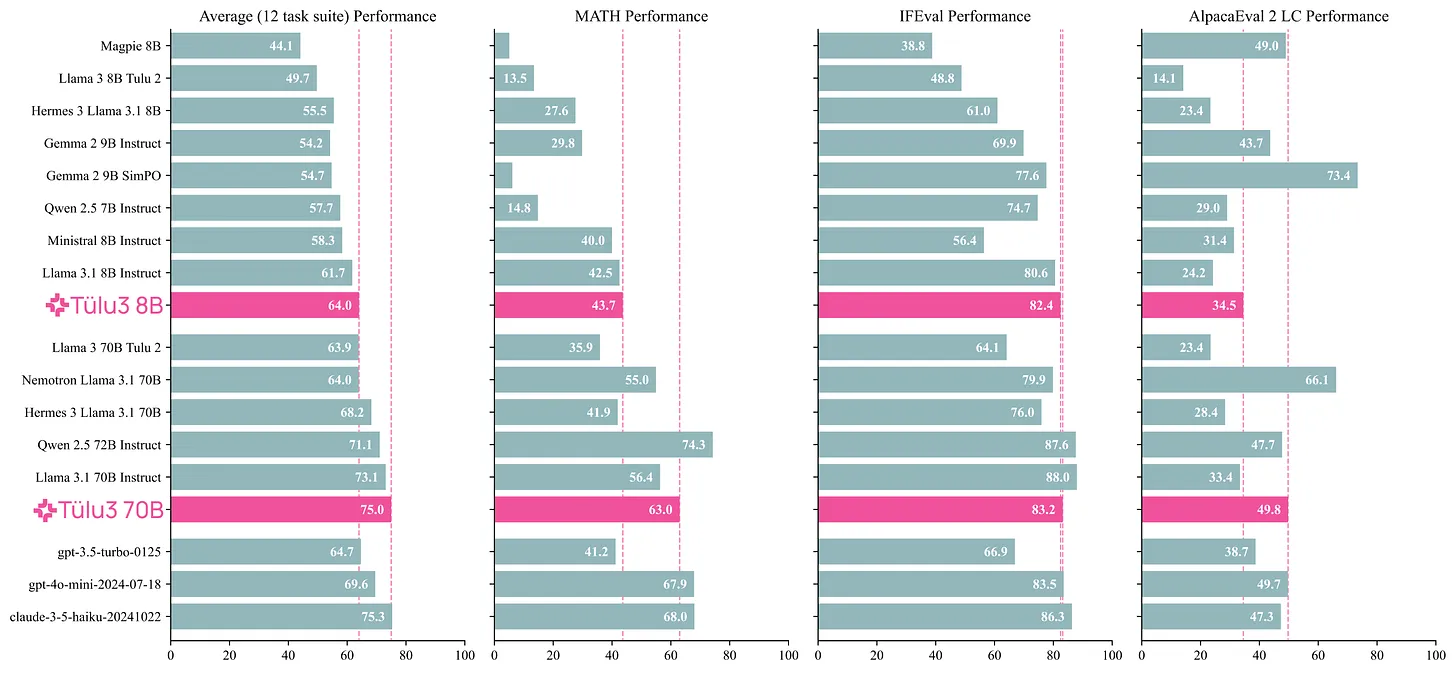 Average (12 task suite) Performance
MATH Performance
IFEval Performance
AlpacaEval 2 LC Performance
Magpie 8B 44.1 38.8 49.0
Llama 3 8B Tulu 2 49.7 13.5 48.8 14.1
Hermes 3 Llama 3.1 8B 55.5 27.6 61.0 23.4
Gemma 2 9B Instruct 54.2 29.8 69.9 43.7
Gemma 2 9B SimPO 54.7 77.6 73.4
Qwen 2.5 7B Instruct 57.7 14.8 74.7 29.0
Ministral 8B Instruct 58.3 40.0 56.4 31.4
Llama 3.1 8B Instruct 61.7 42.5 80.6 24.2
Tülu3 8B 64.0 43.7 82.4 34.5
Llama 3 70B Tulu 2 63.9 35.9 64.1 23.4
Nemotron Llama 3.1 70B 64.0 55.0 79.9 66.1
Hermes 3 Llama 3.1 70B 68.2 41.9 76.0 28.4
Qwen 2.5 72B Instruct 71.1 74.3 87.6 47.7
Llama 3.1 70B Instruct 73.1 56.4 88.0 33.4
Tülu3 70B 75.0 63.0 83.2 49.8
gpt-3.5-turbo-0125 64.7 41.2 66.9 38.7
gpt-4o-mini-2024-07-18 69.6 67.9 83.5 49.7
claude-3-5-haiku-20241022 75.3 68.0 86.3 47.3
0 20 40 60 80 100
0 20 40 60 80 100
0 20 40 60 80 100
0 20 40 60 80 100